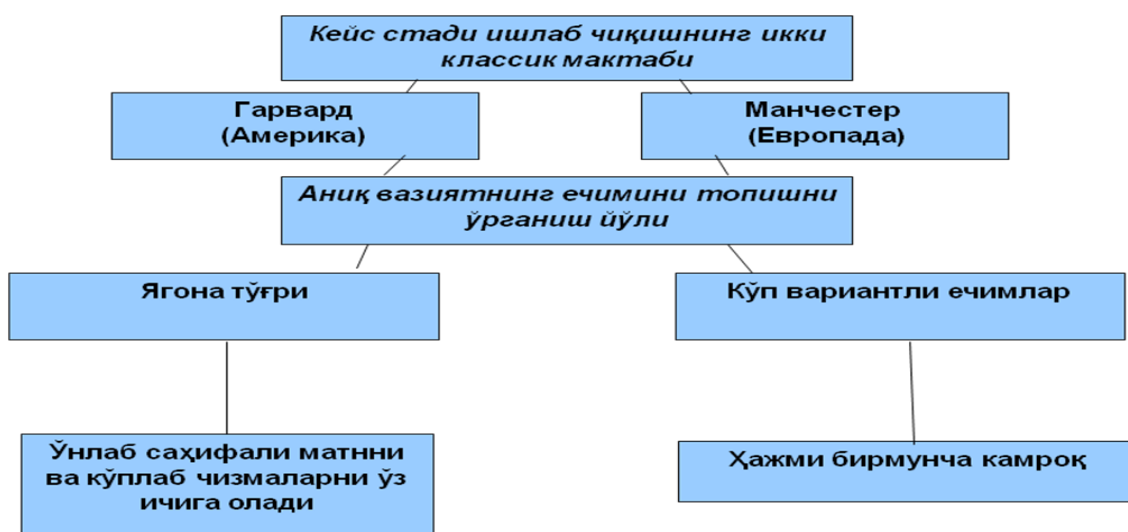 Кейс стади ишлаб чиқишнинг икки
классик мактаби
Гарвард
(Америка)
Манчестер
(Европада)
Аниқ вазиятнинг ечимини топишни
ўрганиш йўли
Ягона тўғри
Кўп вариантли ечимлар
Ўнлаб саҳифали матнни
ва кўплаб чизмаларни ўз
ичига олади
Ҳажми бирмунча камроқ